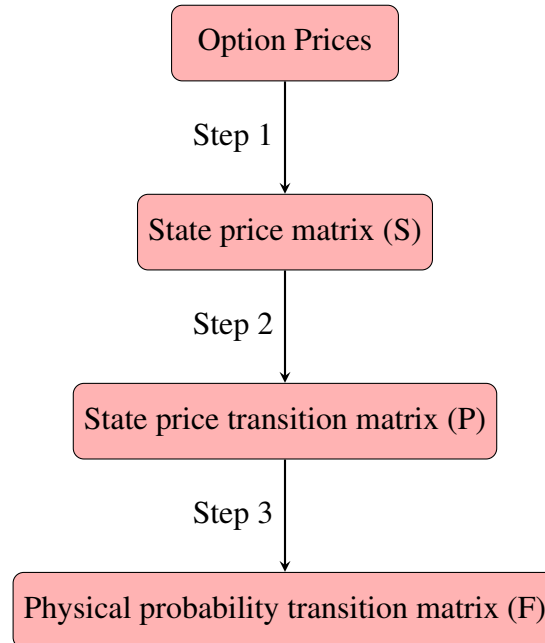 Option Prices
Step 1
State price matrix (S)
Step 2
State price transition matrix (P)
Step 3
Physical probability transition matrix (F)